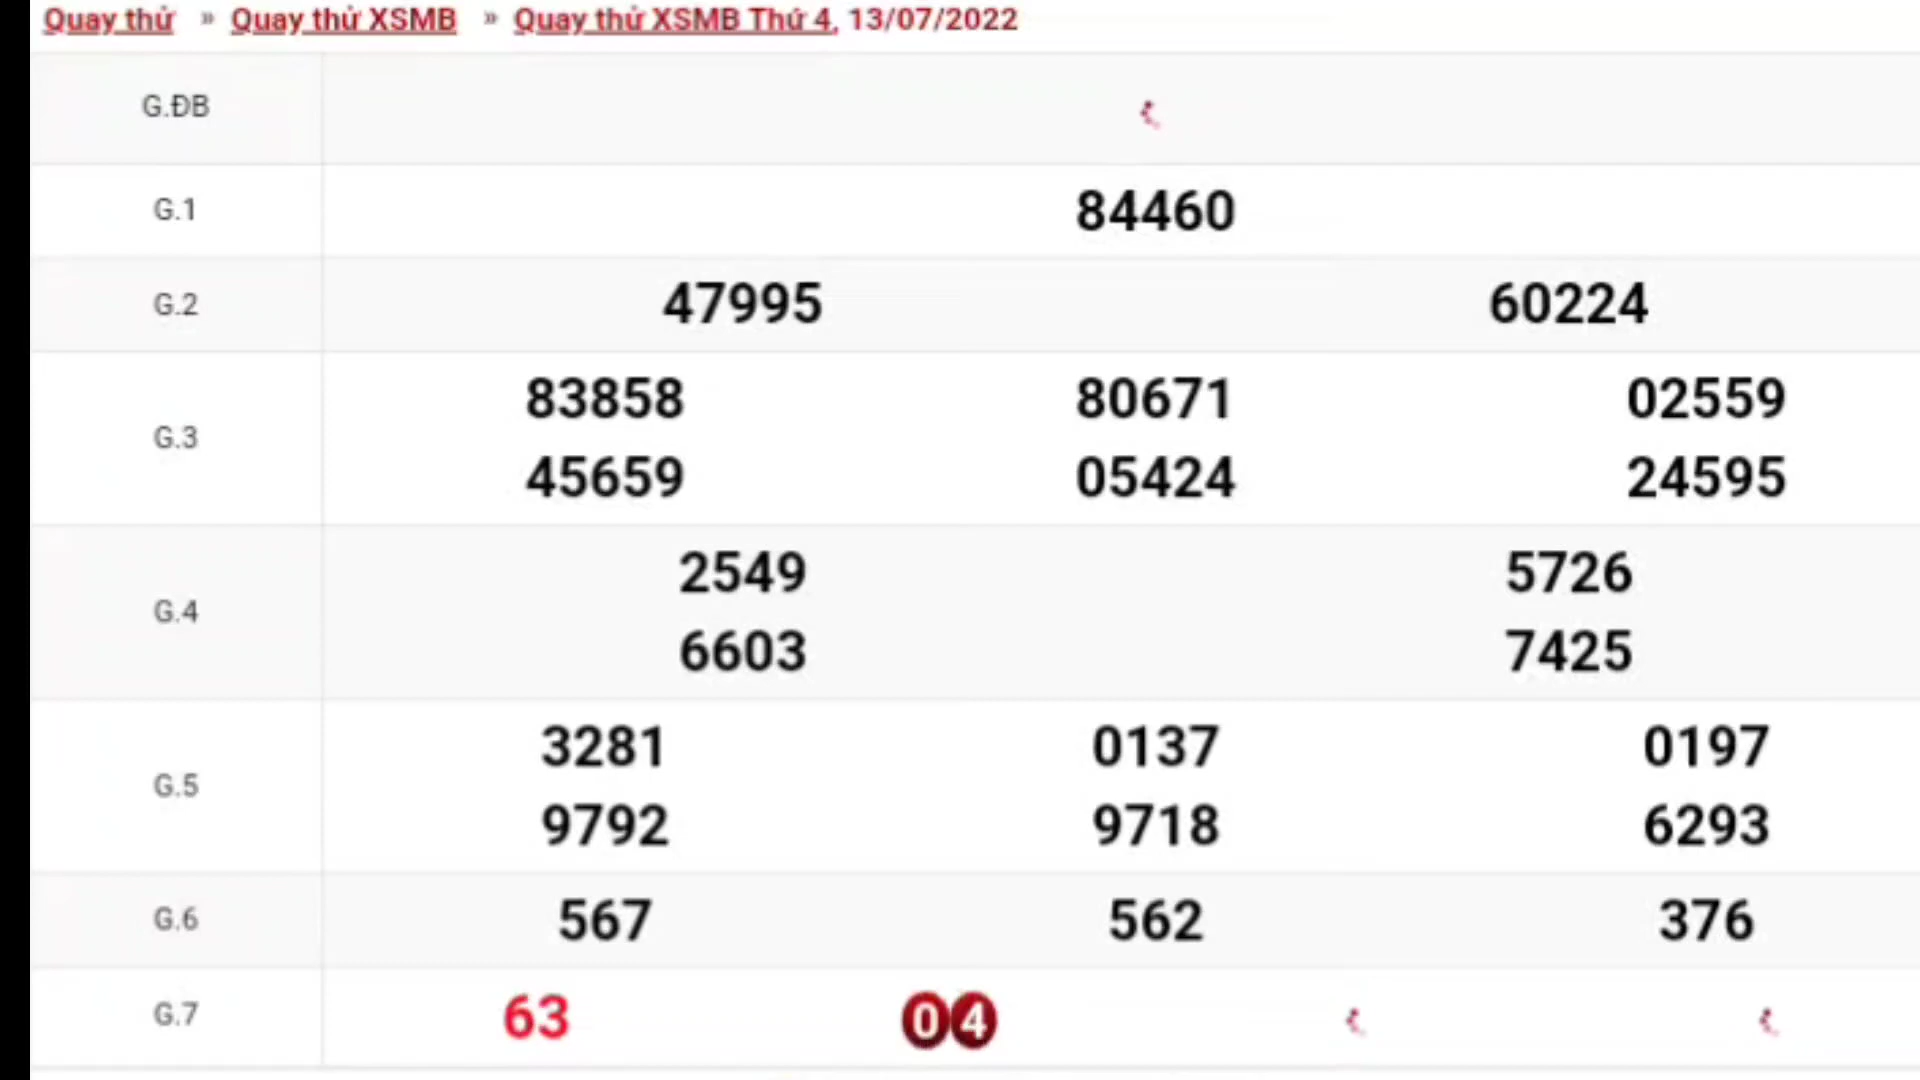 Quay thử » Quay thử XSMB » Quay thử XSMB Thứ 4, 13/07/2022
G.ĐB
G.1 84460
G.2 47995 60224
G.3 83858 80671 02559
45659 05424 24595
G.4 2549 5726
6603 7425
G.5 3281 0137 0197
9792 9718 6293
G.6 567 562 376
G.7 63 04